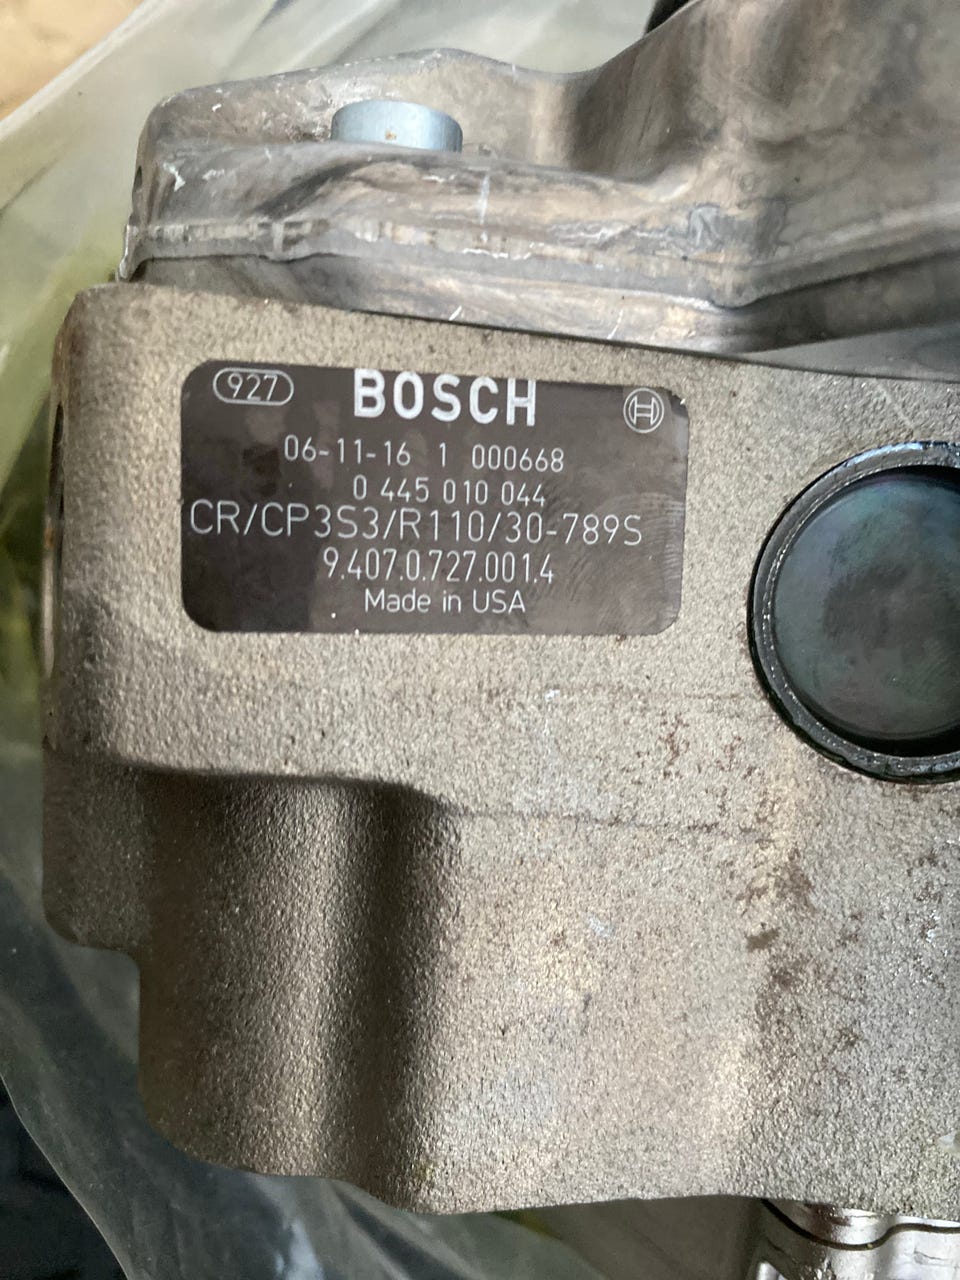 927 BOSCH
06-11-16 1 000668
0 445 010 044
CR/CP3S3/R110/30-789S
9.407.0.727.001.4
Made in USA